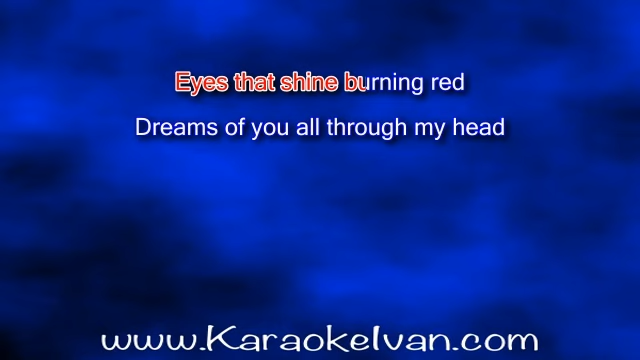 Eyes that shine burning red
Dreams of you all through my head
www.KaraokeIvan.com